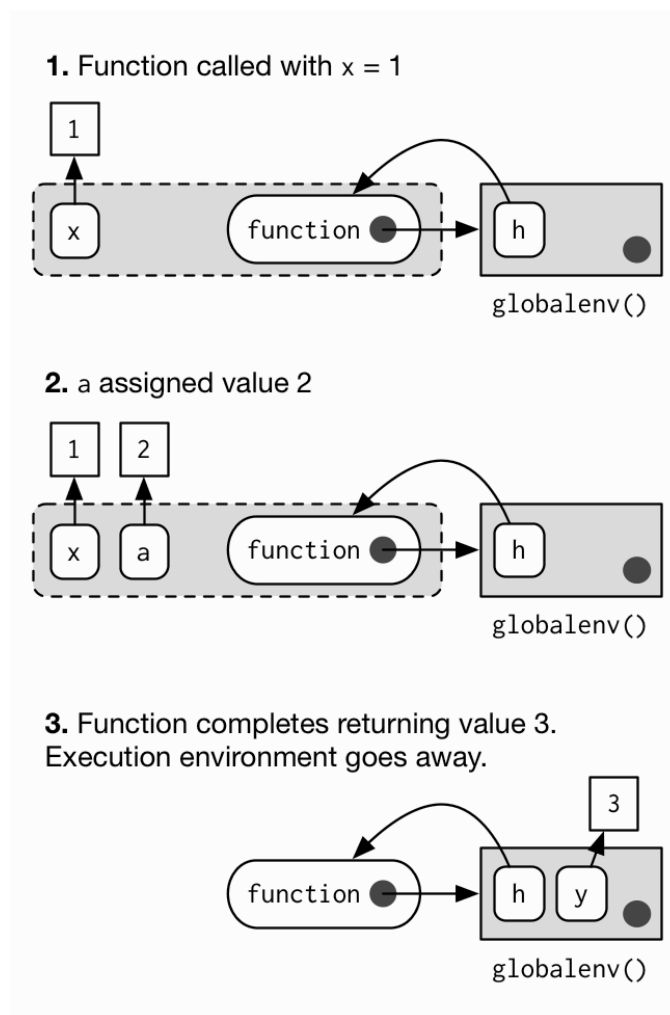 1. Function called with x = 1
1
x
function
h
globalenv()
2. a assigned value 2
1 2
x a
function
h
globalenv()
3. Function completes returning value 3.
Execution environment goes away.
3
function
h y
globalenv()